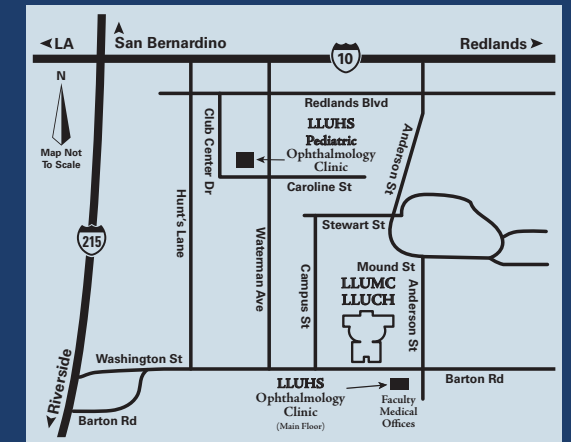 LA
San Bernardino
10
Redlands
N
Map Not
To Scale
Redlands Blvd
Club Center Dr
LLUHS
Pediatric
Ophthalmology
Clinic
Anderson St
Caroline St
Hunt's Lane
Stewart St
215
Waterman Ave
Campus St
Mound St
LLUMC
LLUCH
Anderson St
Washington St
Riverside
Barton Rd
LLUHS
Ophthalmology
Clinic
(Main Floor)
Faculty
Medical
Offices
Barton Rd